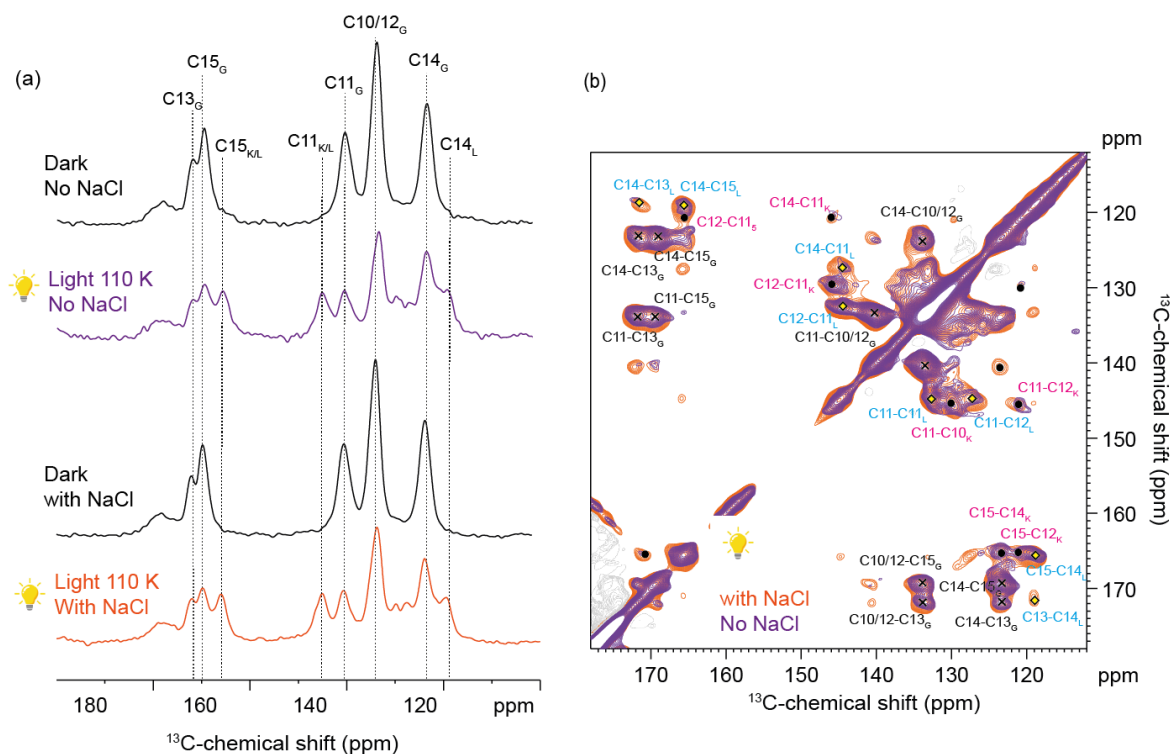 (a)
C10/12G
C15G
C14G
C13G
C11G
C15K/L
C11K/L
C14L
Dark
No NaCl
Light 110 K
No NaCl
Dark
with NaCl
Light 110 K
With NaCl
180 160 140 120 ppm
13C-chemical shift (ppm)
(b)
ppm
C14-C13L
C14-C15L
C12-C115
C14-C11K
C14-C10/12G
C14-C15G
C14-C13G
C14-C11L
C12-C11K
C11-C15G
C12-C11L
C11-C13G
C11-C10/12G
C11-C12K
C11-C11L
C11-C12L
C11-C10K
C15-C14K
C15-C12K
C10/12-C15G
C15-C14L
C14-C15G
with NaCl
No NaCl
C10/12-C13G
C14-C13G
C13-C14L
120
130
140
150
160
170
13C-chemical shift (ppm)
170 150 140 130 120 ppm
13C-chemical shift (ppm)